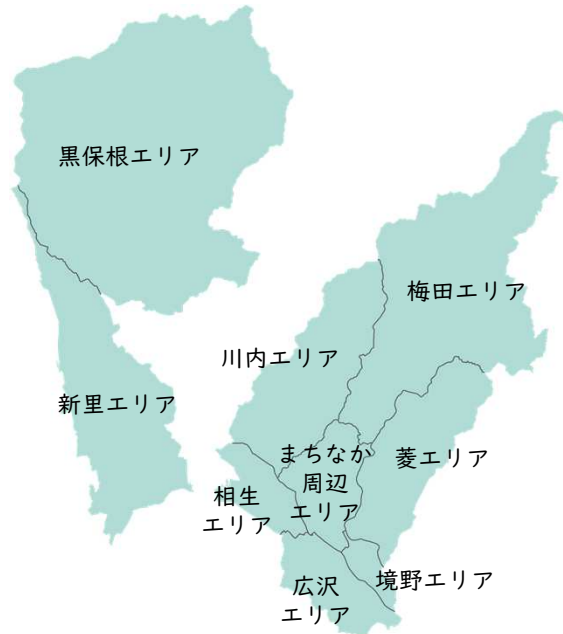 黒保根エリア
梅田エリア
川内エリア
新里エリア
まちなか
周辺
エリア
菱エリア
相生
エリア
境野エリア
広沢
エリア